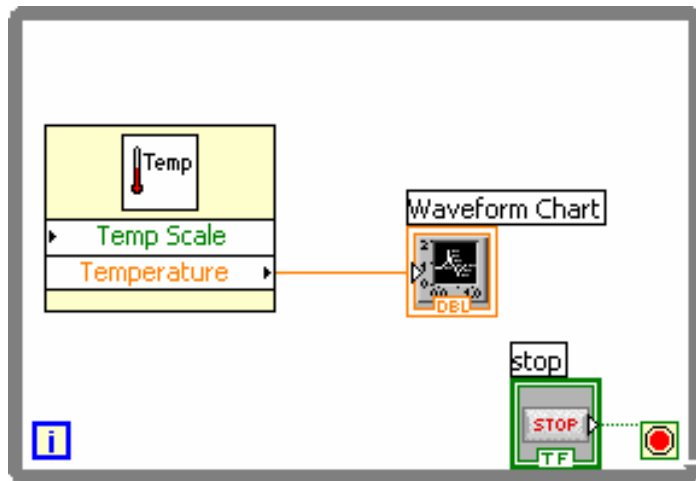 Temp
Temp Scale
Temperature
Waveform Chart
DBL
stop
STOP
TF
i